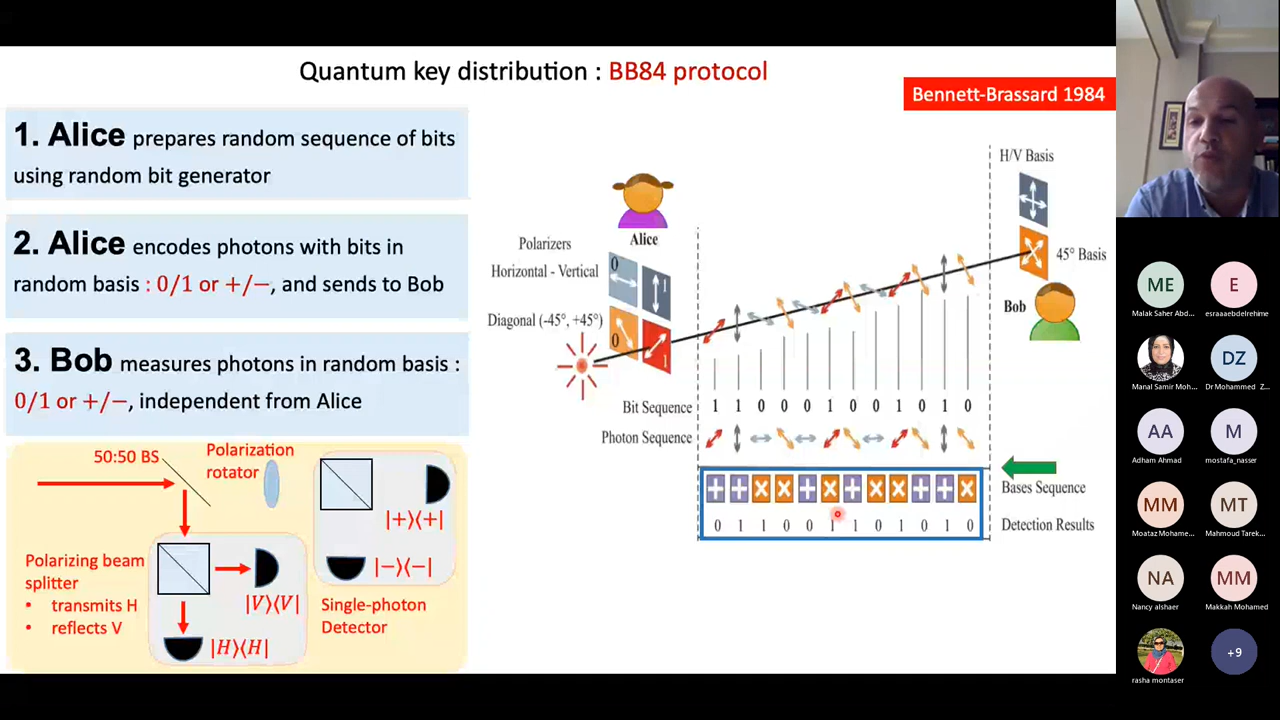 Quantum key distribution : BB84 protocol
Bennett-Brassard 1984
1. Alice prepares random sequence of bits
using random bit generator
2. Alice encodes photons with bits in
random basis : 0/1 or +/−, and sends to Bob
3. Bob measures photons in random basis :
0/1 or +/−, independent from Alice
50:50 BS
Polarization
rotator
|+⟩⟨+|
|−⟩⟨−|
Polarizing beam
splitter
• transmits H
• reflects V
|V⟩⟨V|
|H⟩⟨H|
Single-photon
Detector
Alice
Polarizers
Horizontal - Vertical
0
1
Diagonal (-45°, +45°)
0
1
H/V Basis
45° Basis
Bob
Bit Sequence 1 1 0 0 0 1 0 0 1 0 1 0
Photon Sequence
Bases Sequence
0 1 1 0 0 1 1 0 1 0 1 0 Detection Results
ME
Malak Saher Abd...
E
esraaabdelrehime
Manal Samir Moh...
DZ
Dr Mohammed Z...
AA
Adham Ahmad
M
mostafa_nasser
MM
Moataz Mohame...
MT
Mahmoud Tarek...
NA
Nancy alshaer
MM
Makkah Mohamed
rasha montaser
+9